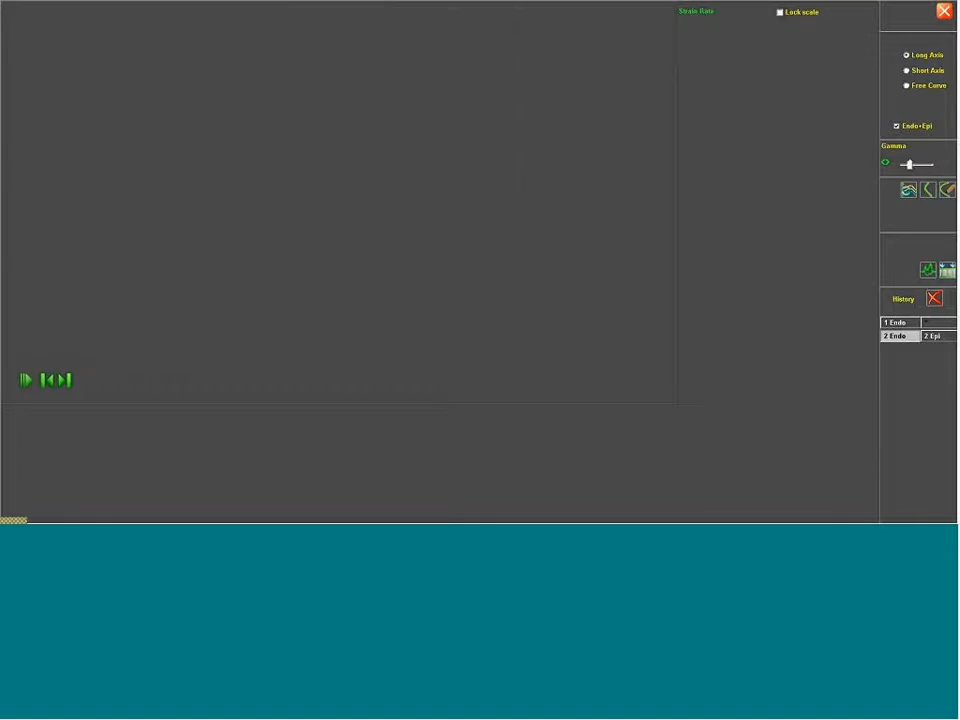 Strain Rate
Lock scale
Long Axis
Short Axis
Free Curve
Endo+Epi
Gamma
History
1 Endo
2 Endo 2 Epi